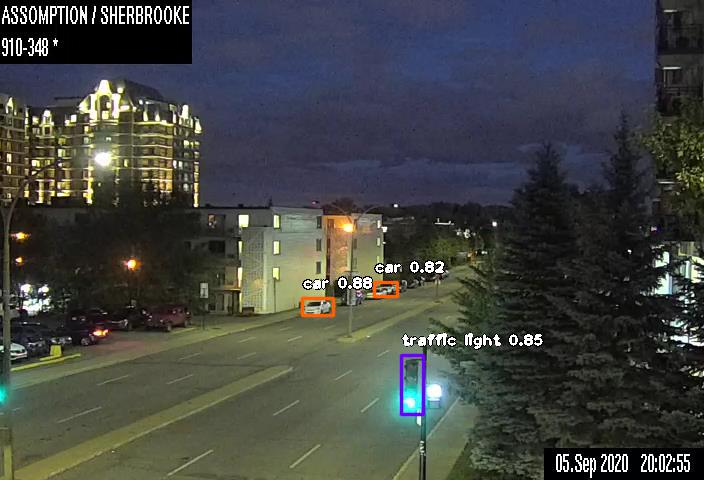 ASSOMPTION / SHERBROOKE
910-348 *
car 0.82
car 0.88
traffic light 0.85
05.Sep 2020 20:02:55